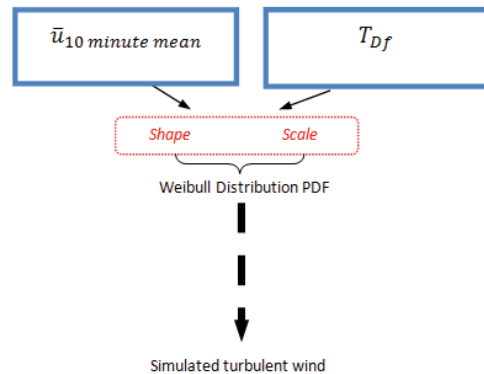 ū10 minute mean
TDf
Shape Scale
Weibull Distribution PDF
Simulated turbulent wind